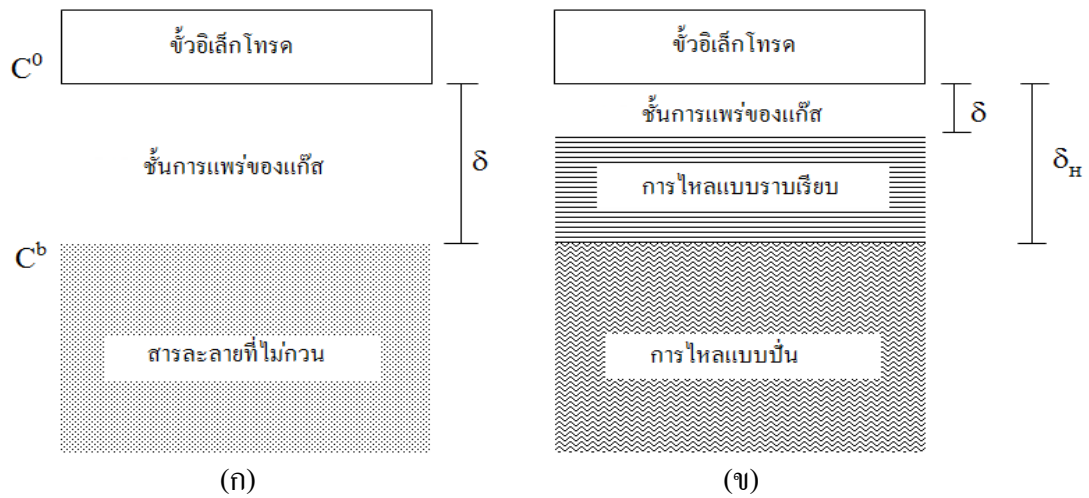 ขั้วอิเล็กโทรด
C⁰
ชั้นการแพร่ของแก๊ส
δ
Cᵇ
สารละลายที่ไม่กวน
(ก)
ขั้วอิเล็กโทรด
ชั้นการแพร่ของแก๊ส
δ
การไหลแบบราบเรียบ
δH
การไหลแบบปั่น
(ข)